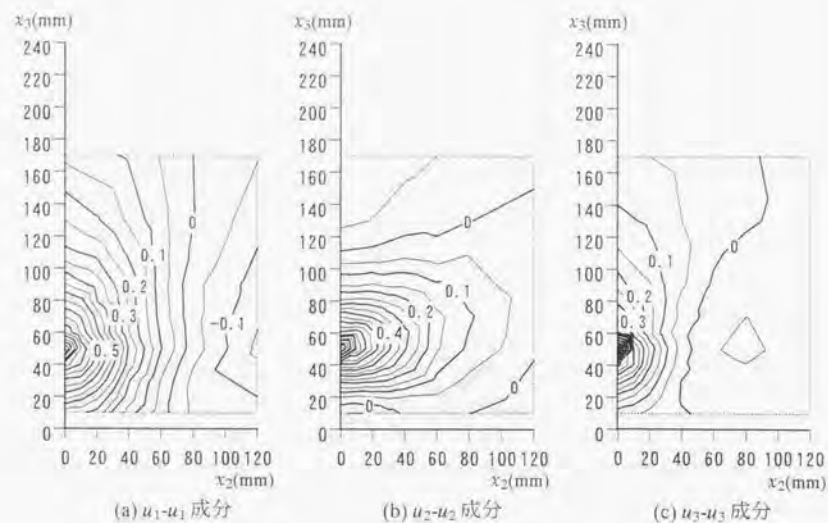 x₃(mm) x₃(mm) x₃(mm)
240 240 240
220 220 220
200 200 200
180 180 180
160 160 160
140 140 140
120 120 120
100 100 100
80 80 80
60 60 60
40 40 40
20 20 20
0 0 0
0
0.1
0.2
0.3
-0.1
0.5
0
0.1
0.2
0.4
0
0
0.1
0.2
0.3
0 20 40 60 80 100 120 0 20 40 60 80 100 120 0 20 40 60 80 100 120
x₂(mm) x₂(mm) x₂(mm)
(a) u₁-u₁ 成分 (b) u₂-u₂ 成分 (c) u₃-u₃ 成分